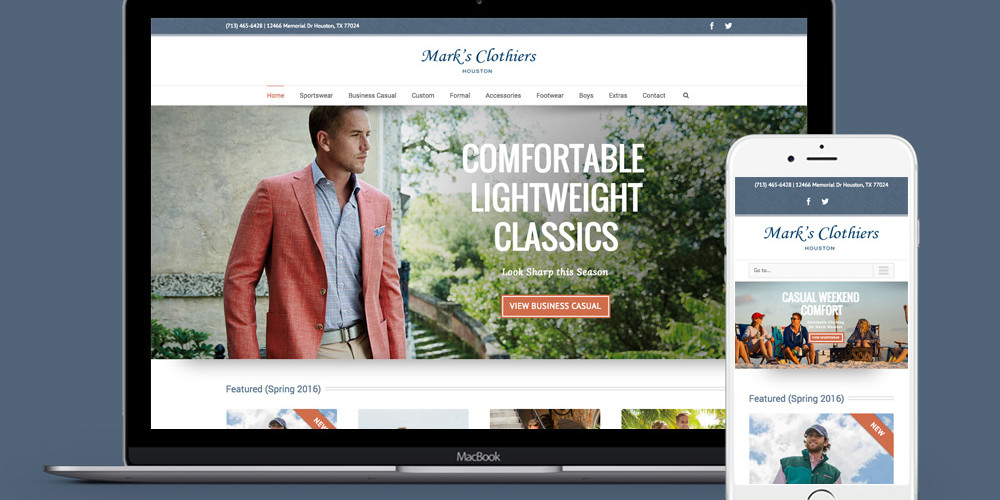 (713) 465-6428 | 12466 Memorial Dr Houston, TX 77024
Mark's Clothiers
HOUSTON
Home Sportswear Business Casual Custom Formal Accessories Footwear Boys Extras Contact
COMFORTABLE
LIGHTWEIGHT
CLASSICS
Look Sharp this Season
VIEW BUSINESS CASUAL
Featured (Spring 2016)
NEW
MacBook
(713) 465-6428 | 12466 Memorial Dr Houston, TX 77024
Mark's Clothiers
HOUSTON
Go to...
CASUAL WEEKEND
COMFORT
VIEW SPORTSWEAR
Featured (Spring 2016)
NEW